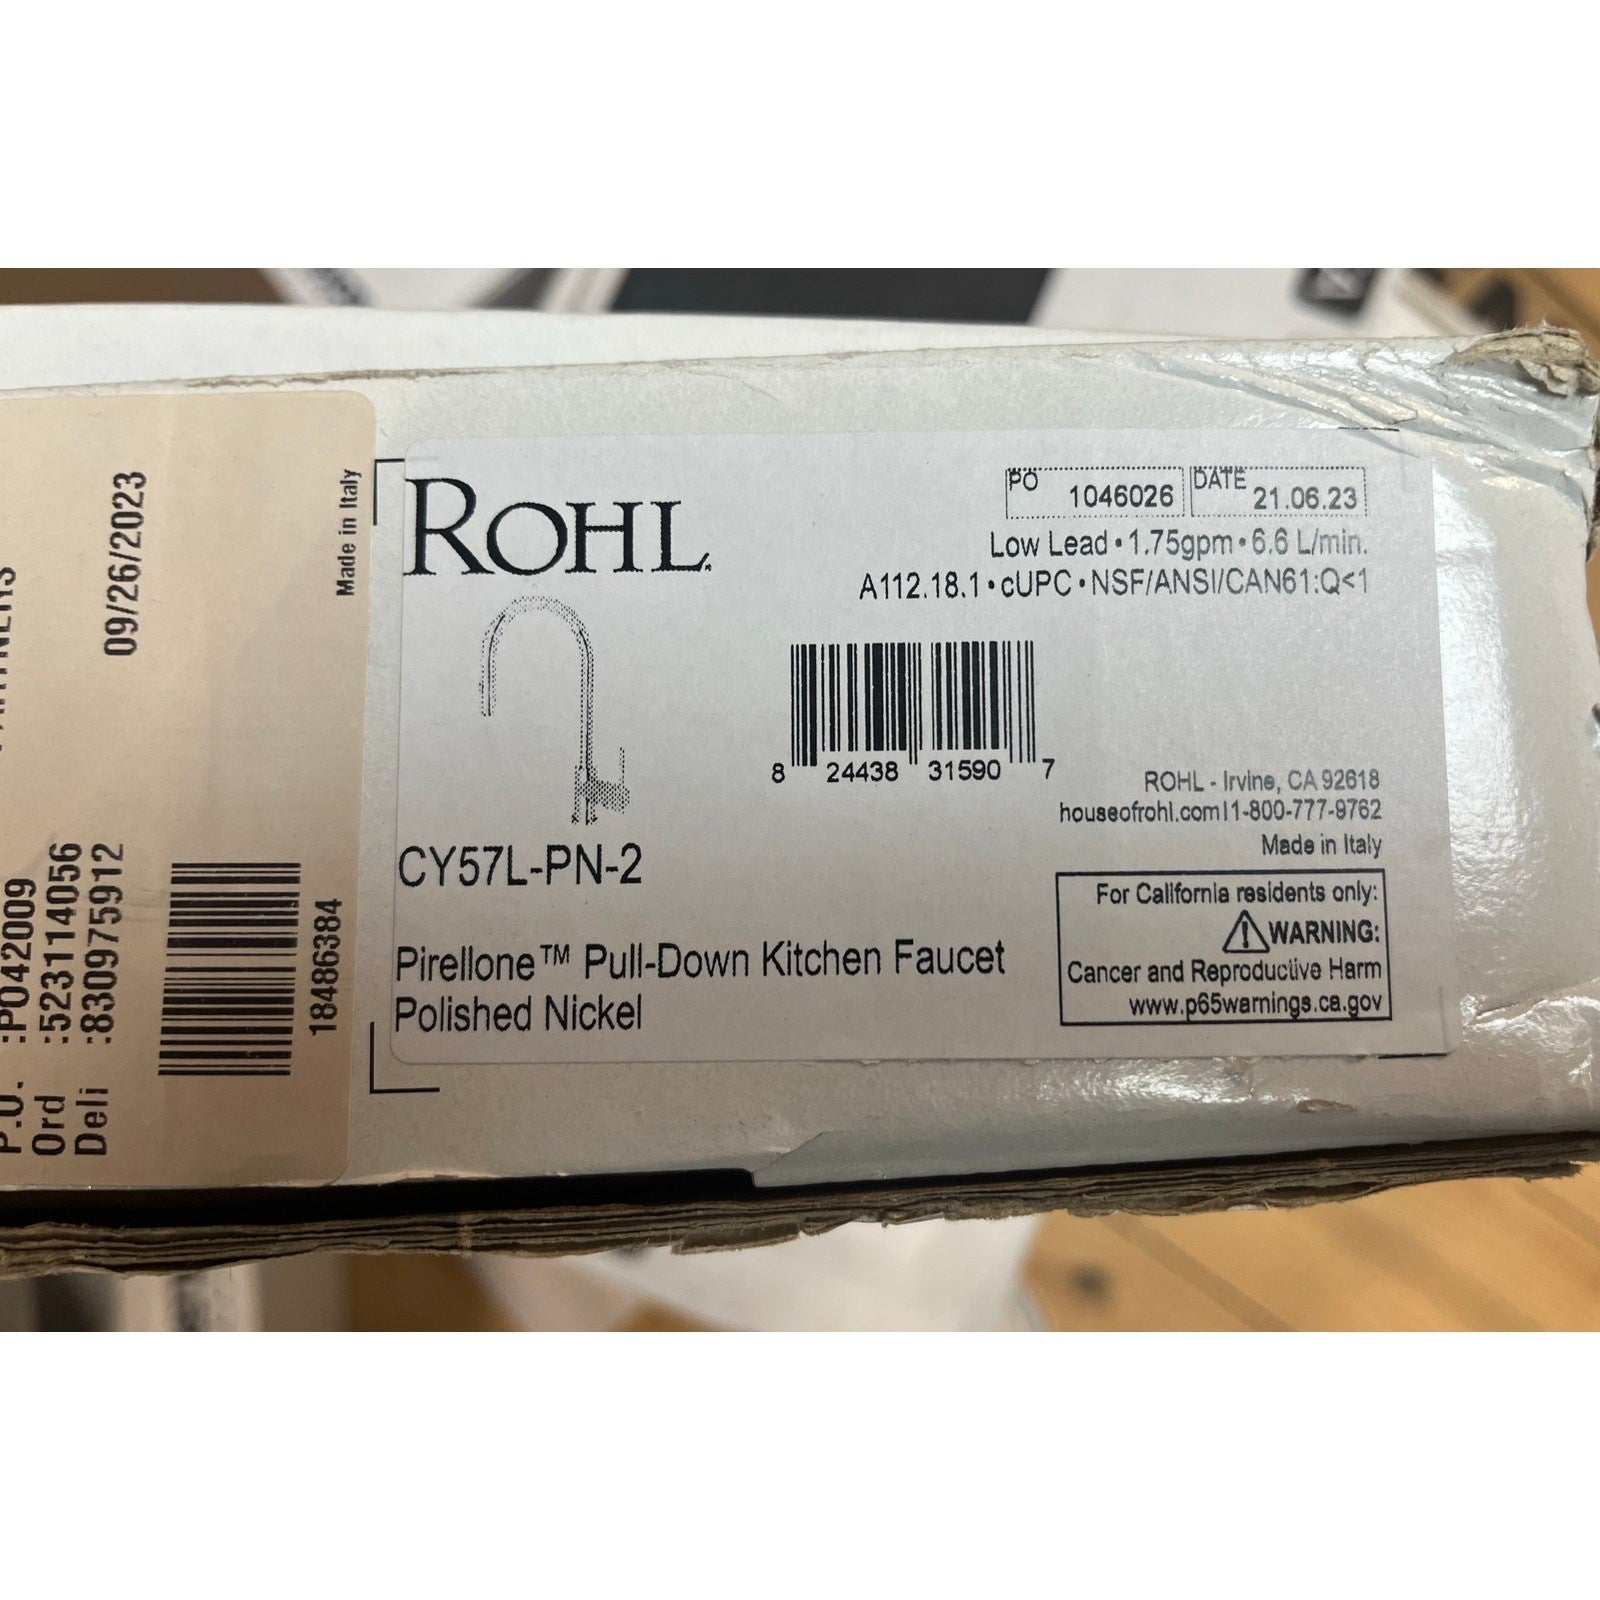 09/26/2023
P.O. :PO42009
Ord :523114056
Deli :830975912
18486384
Made in Italy
ROHL
PO 1046026 DATE 21.06.23
Low Lead • 1.75gpm • 6.6 L/min.
A112.18.1 • cUPC • NSF/ANSI/CAN61:Q<1
8 24438 31590 7
ROHL - Irvine, CA 92618
houseofrohl.com | 1-800-777-9762
Made in Italy
CY57L-PN-2
Pirellone™ Pull-Down Kitchen Faucet
Polished Nickel
For California residents only:
WARNING:
Cancer and Reproductive Harm
www.p65warnings.ca.gov